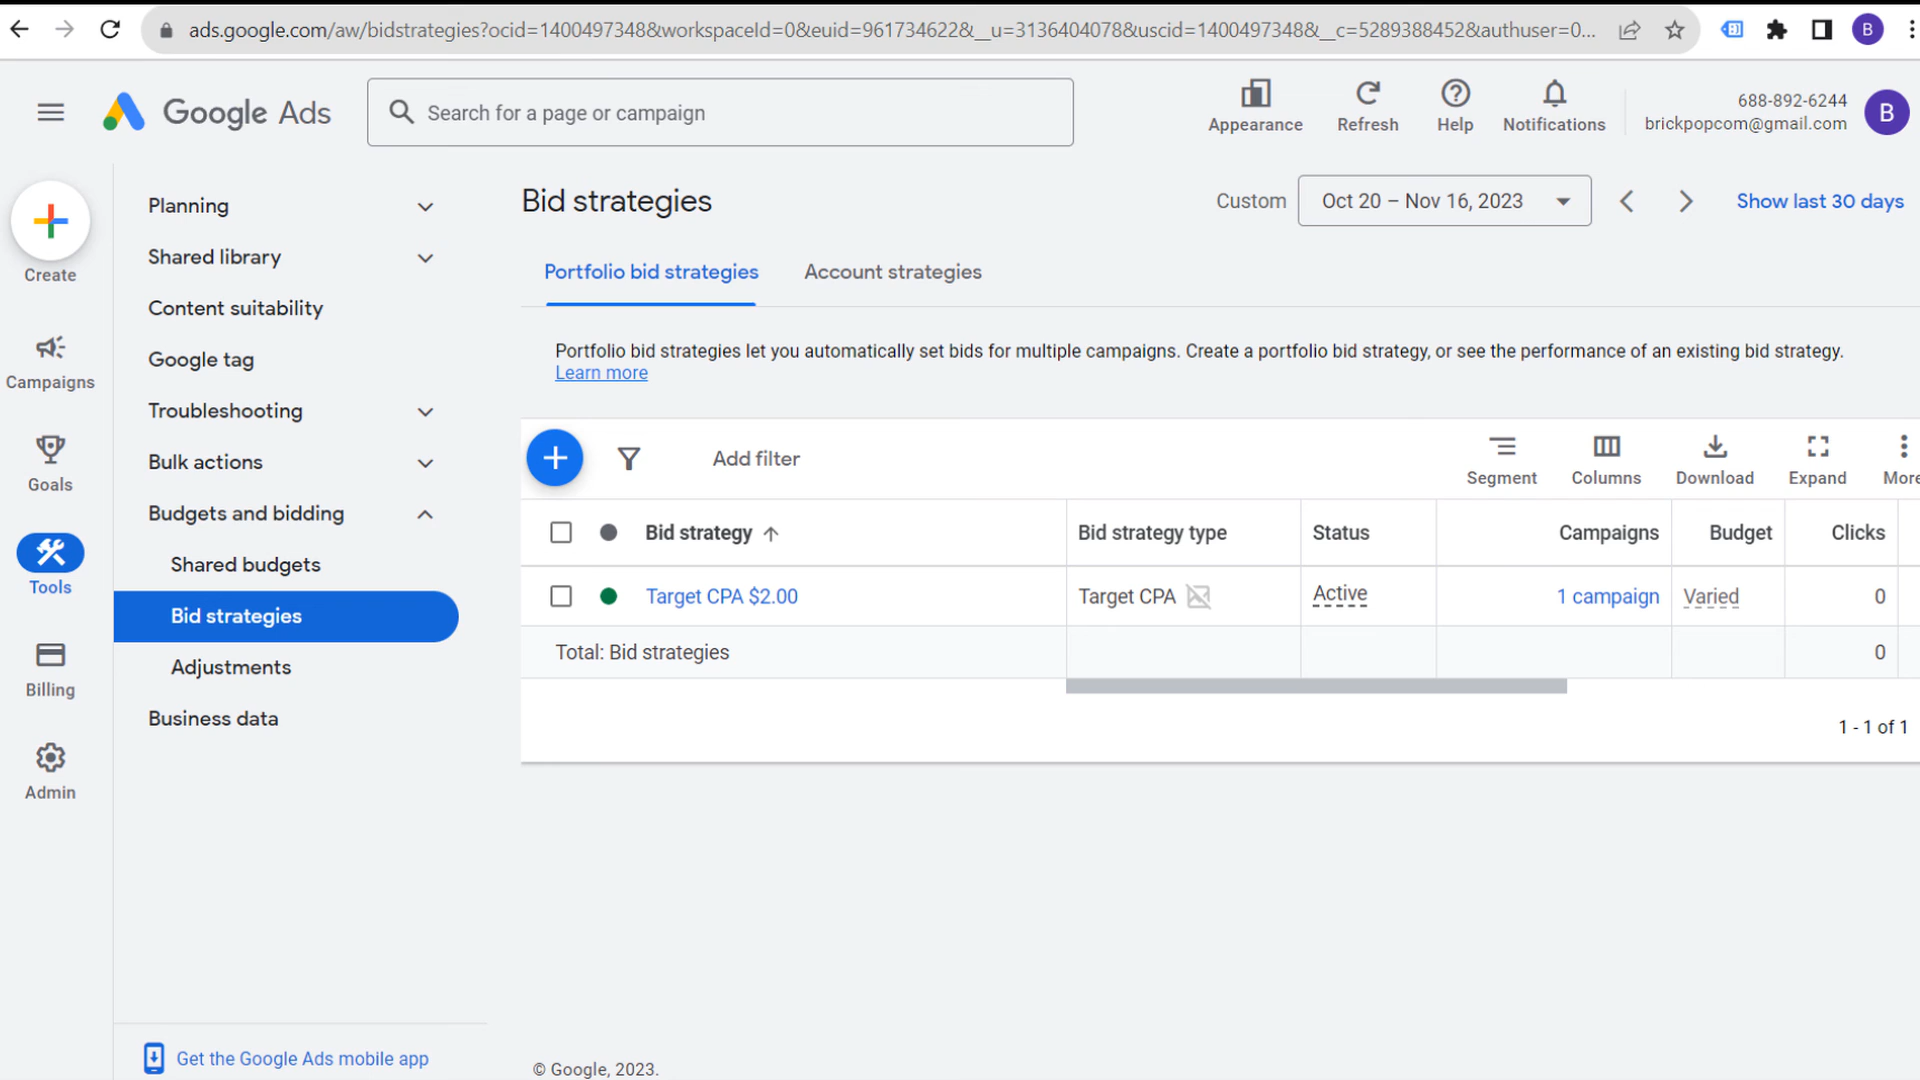 ads.google.com/aw/bidstrategies?ocid=1400497348&workspaceId=0&euid=961734622&__u=3136404078&uscid=1400497348&__c=5289388452&authuser=0...
B
Google Ads
Search for a page or campaign
Appearance
Refresh
Help
Notifications
688-892-6244
brickpopcom@gmail.com
B
Create
Campaigns
Goals
Tools
Billing
Admin
Planning
Shared library
Content suitability
Google tag
Troubleshooting
Bulk actions
Budgets and bidding
Shared budgets
Bid strategies
Adjustments
Business data
Get the Google Ads mobile app
Bid strategies
Custom
Oct 20 – Nov 16, 2023
Show last 30 days
Portfolio bid strategies
Account strategies
Portfolio bid strategies let you automatically set bids for multiple campaigns. Create a portfolio bid strategy, or see the performance of an existing bid strategy.
Learn more
Add filter
Segment
Columns
Download
Expand
More
Bid strategy
Bid strategy type
Status
Campaigns
Budget
Clicks
Target CPA $2.00
Target CPA
Active
1 campaign
Varied
0
Total: Bid strategies
0
1 - 1 of 1
© Google, 2023.